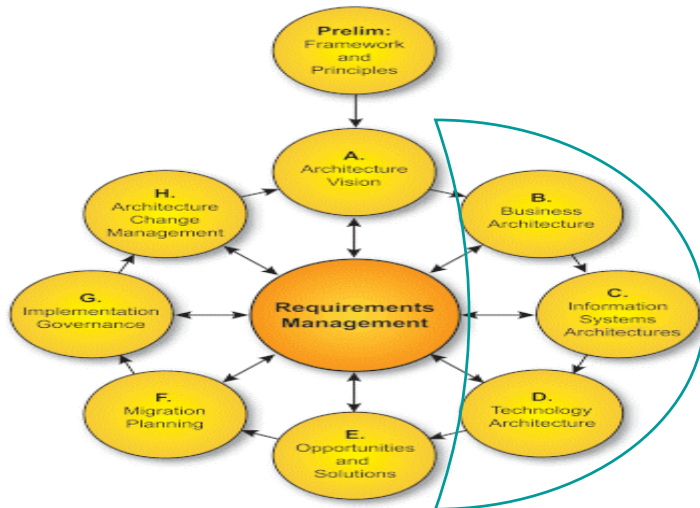 Prelim:
Framework
and
Principles
A.
Architecture
Vision
H.
Architecture
Change
Management
B.
Business
Architecture
G.
Implementation
Governance
Requirements
Management
C.
Information
Systems
Architectures
F.
Migration
Planning
D.
Technology
Architecture
E.
Opportunities
and
Solutions